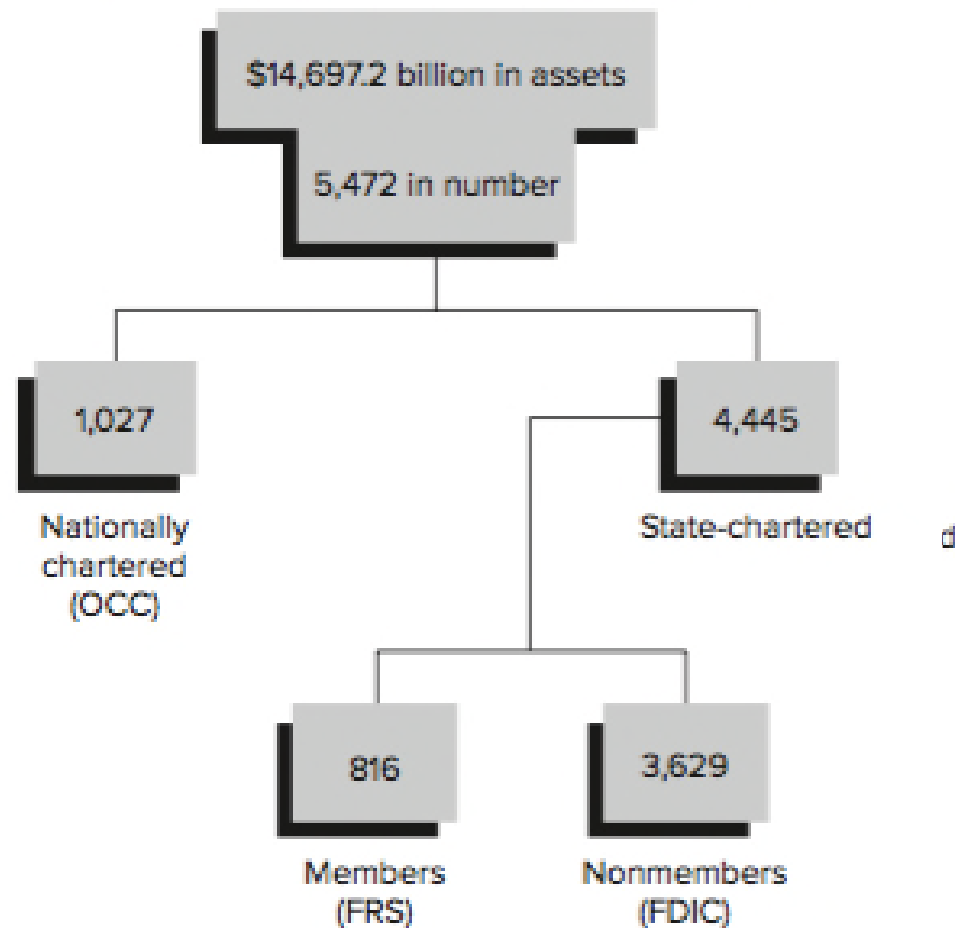 $14,697.2 billion in assets
5,472 in number
1,027
4,445
Nationally
chartered
(OCC)
State-chartered
d
816
3,629
Members
(FRS)
Nonmembers
(FDIC)